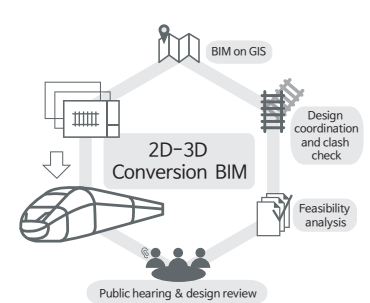 BIM on GIS
Design
coordination
and clash
check
2D-3D
Conversion BIM
Feasibility
analysis
Public hearing & design review